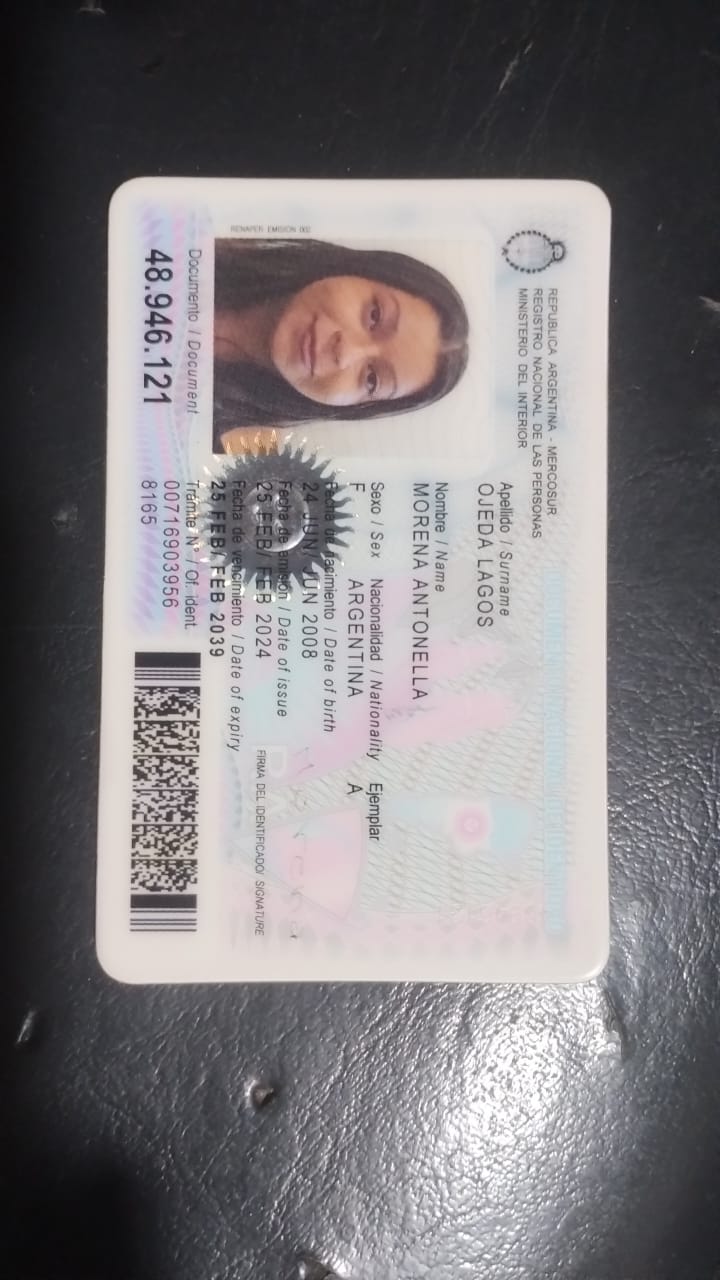 REPUBLICA ARGENTINA - MERCOSUR
REGISTRO NACIONAL DE LAS PERSONAS
MINISTERIO DEL INTERIOR
RENAPER EMISION 002
Apellido / Surname
OJEDA LAGOS
Nombre / Name
MORENA ANTONELLA
Sexo / Sex Nacionalidad / Nationality Ejemplar
F ARGENTINA A
Fecha de nacimiento / Date of birth
24 JUN/ JUN 2008
Fecha de emisión / Date of issue
25 FEB/ FEB 2024
Fecha de vencimiento / Date of expiry
25 FEB/ FEB 2039
FIRMA DEL IDENTIFICADO/ SIGNATURE
Documento / Document
48.946.121
Trámite N° / Of. ident.
00716903956
8165